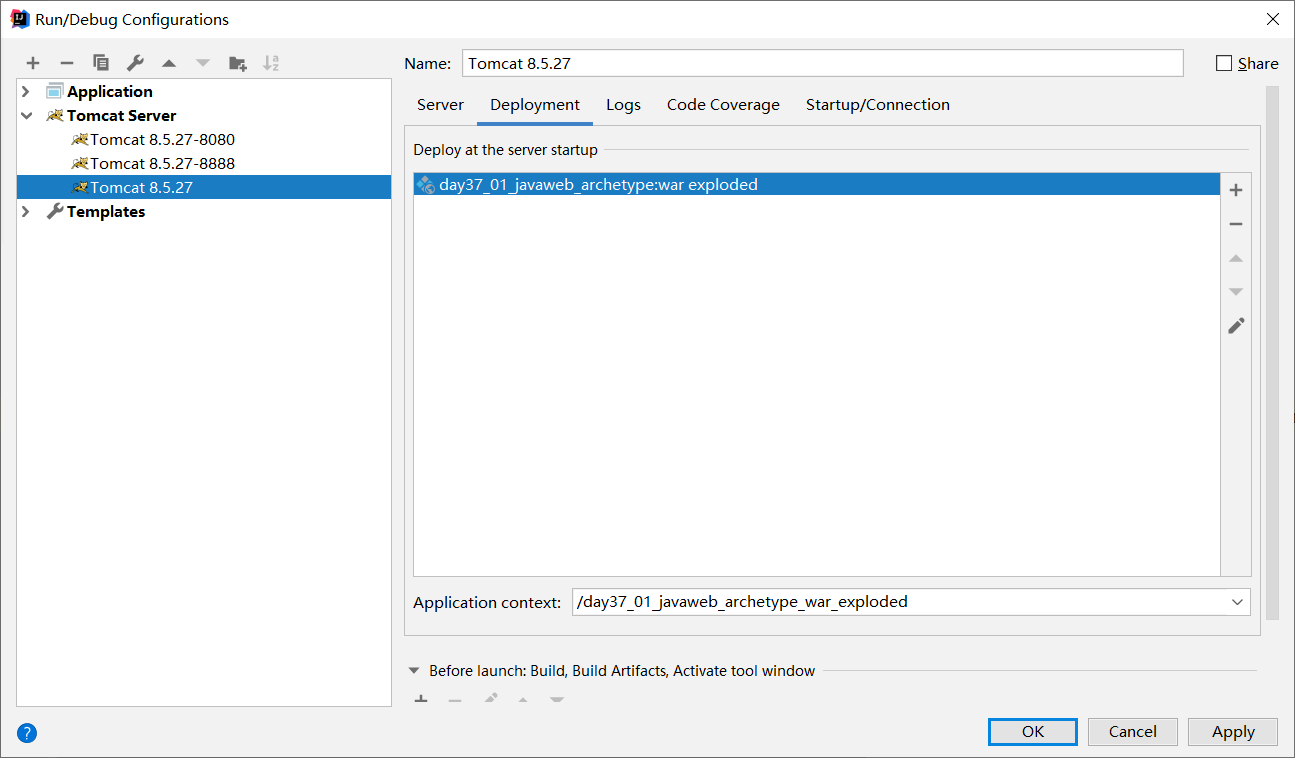 Run/Debug Configurations
Application
Tomcat Server
Tomcat 8.5.27-8080
Tomcat 8.5.27-8888
Tomcat 8.5.27
Templates
Name: Tomcat 8.5.27 Share
Server Deployment Logs Code Coverage Startup/Connection
Deploy at the server startup
day37_01_javaweb_archetype:war exploded
Application context: /day37_01_javaweb_archetype_war_exploded
Before launch: Build, Build Artifacts, Activate tool window
? OK Cancel Apply